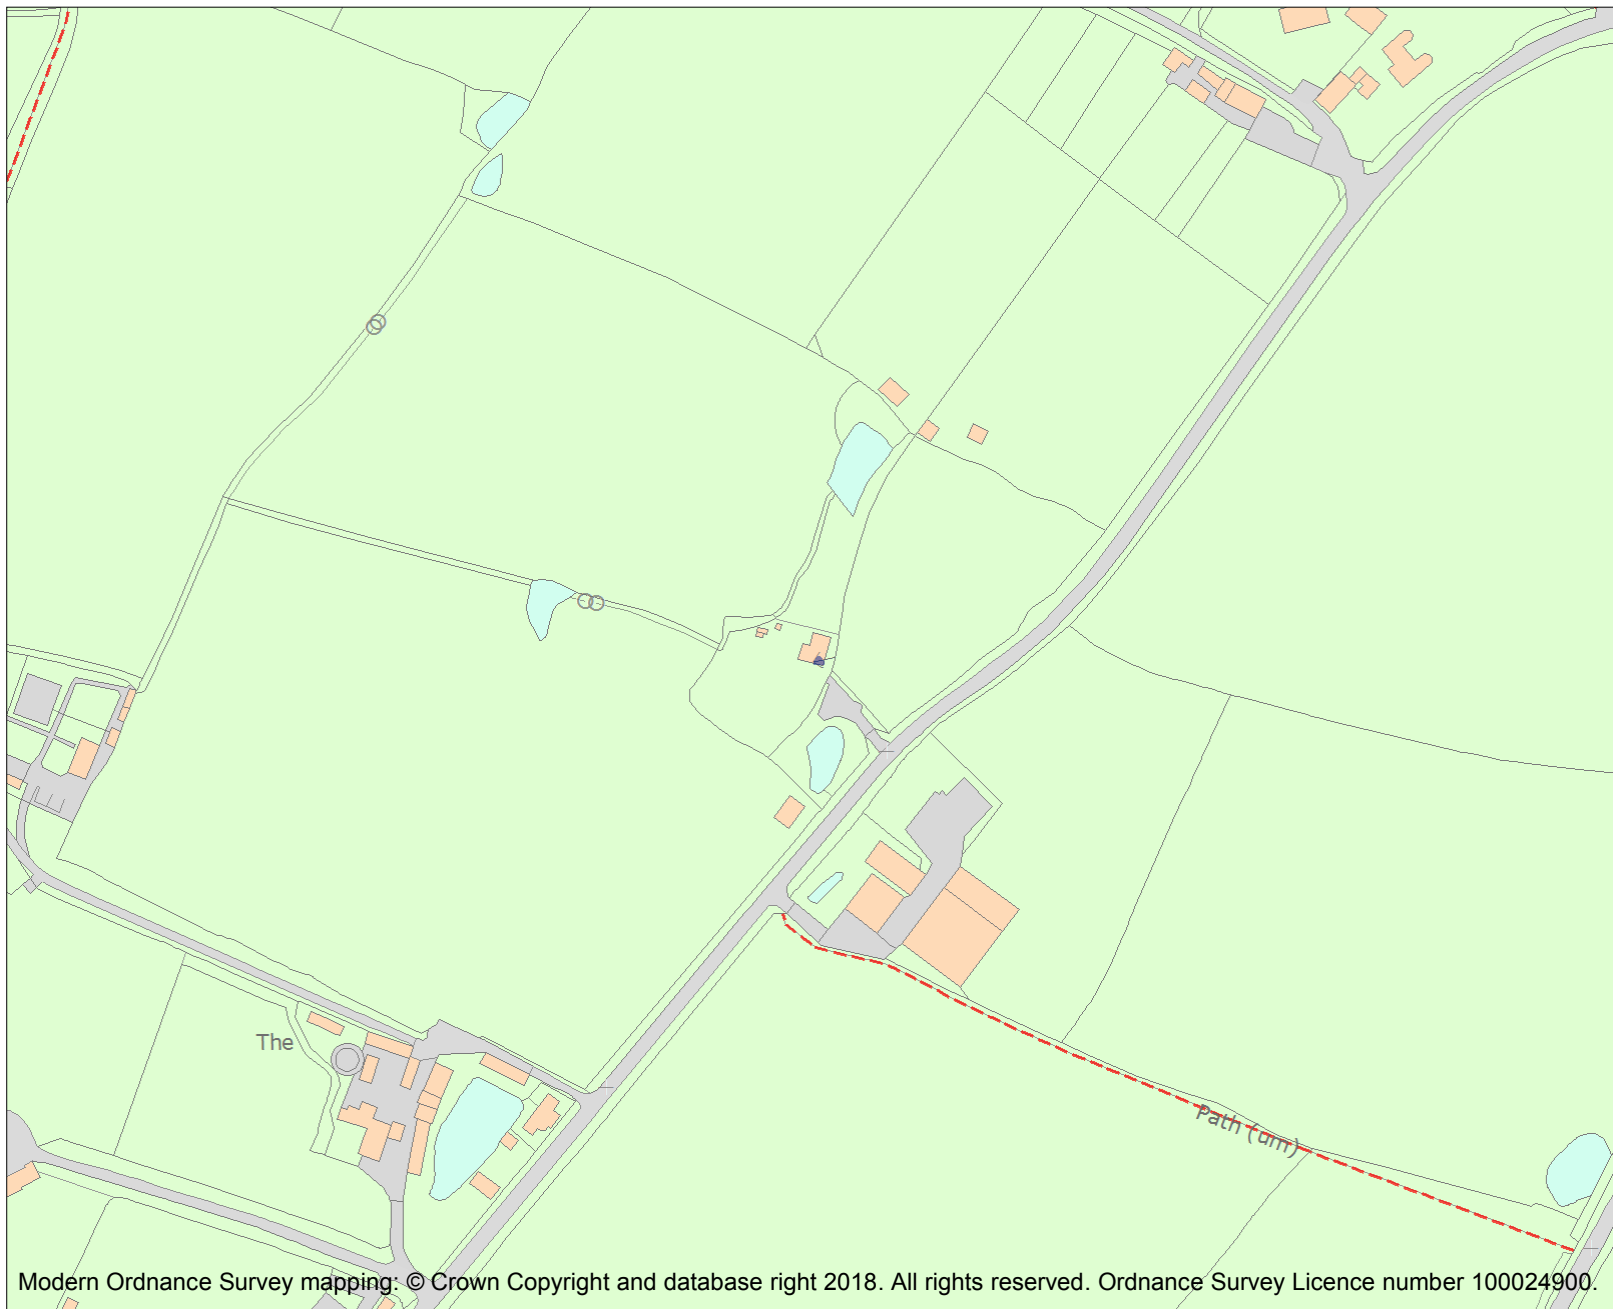 The
Path (um)
Modern Ordnance Survey mapping: © Crown Copyright and database right 2018. All rights reserved. Ordnance Survey Licence number 100024900.